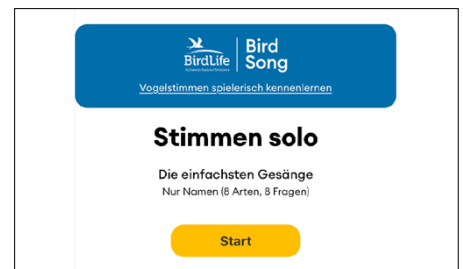 BirdLife
Bird
Song
Vogelstimmen spielerisch kennenlernen
Stimmen solo
Die einfachsten Gesänge
Nur Namen (8 Arten, 8 Fragen)
Start